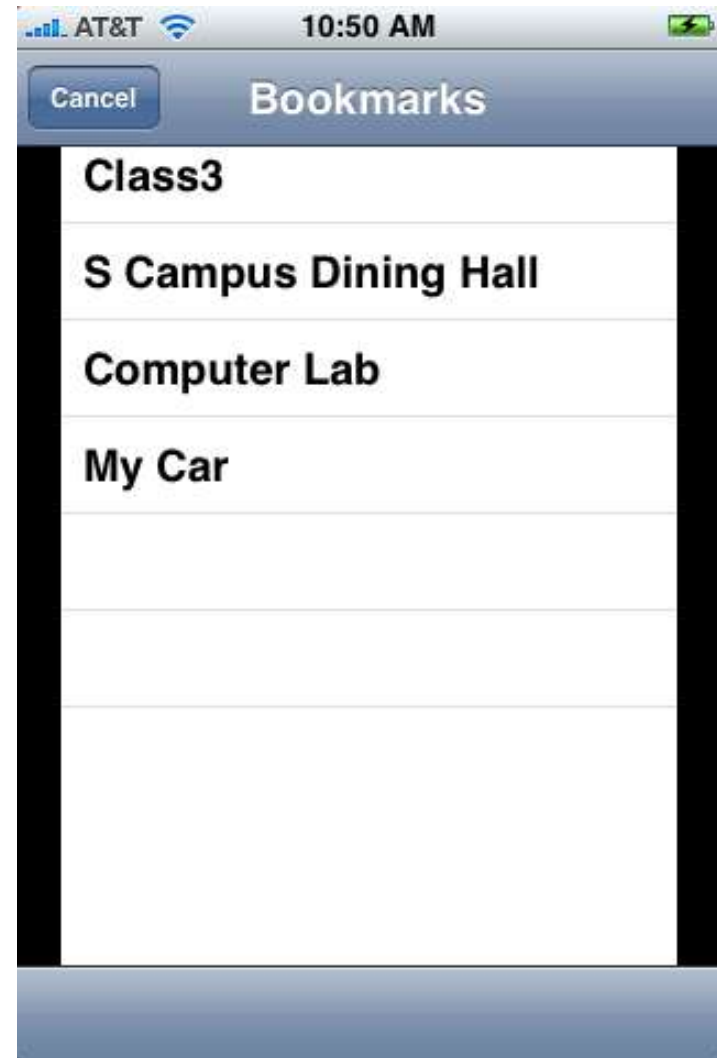 AT&T 10:50 AM
Cancel Bookmarks
Class3
S Campus Dining Hall
Computer Lab
My Car